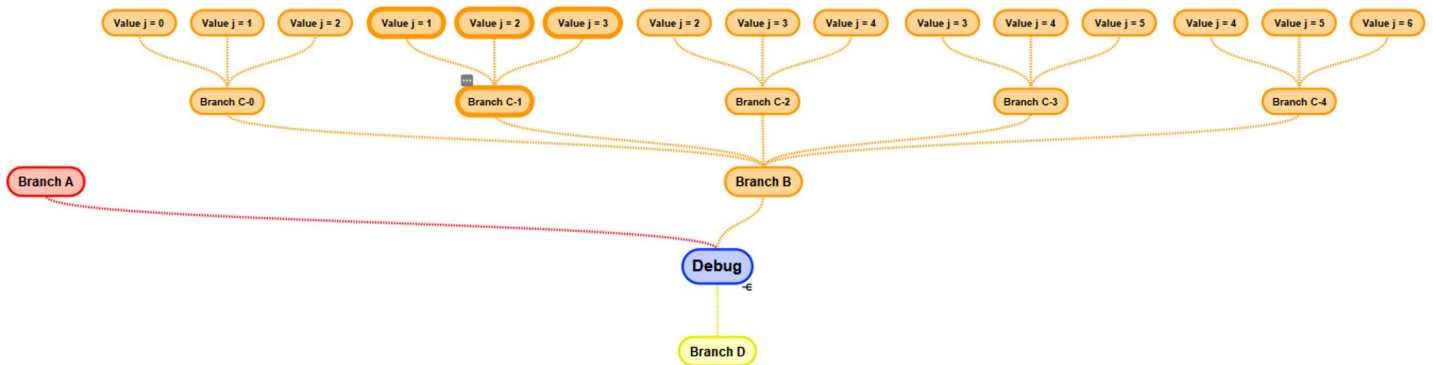 Value j = 0
Value j = 1
Value j = 2
Value j = 1
Value j = 2
Value j = 3
Value j = 2
Value j = 3
Value j = 4
Value j = 3
Value j = 4
Value j = 5
Value j = 4
Value j = 5
Value j = 6
Branch C-0
Branch C-1
Branch C-2
Branch C-3
Branch C-4
Branch A
Branch B
Debug
Branch D